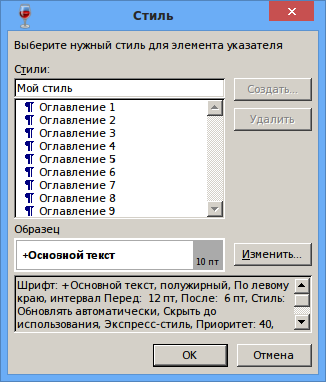 Стиль
Выберите нужный стиль для элемента указателя
Стили:
Мой стиль
Создать...
¶ Оглавление 1
¶ Оглавление 2
Удалить
¶ Оглавление 3
¶ Оглавление 4
¶ Оглавление 5
¶ Оглавление 6
¶ Оглавление 7
¶ Оглавление 8
¶ Оглавление 9
Образец
+Основной текст
10 пт
Изменить...
Шрифт: +Основной текст, полужирный, По левому
краю, интервал Перед:  12 пт, После:  6 пт, Стиль:
Обновлять автоматически, Скрыть до
использования, Экспресс-стиль, Приоритет: 40,
OK
Отмена